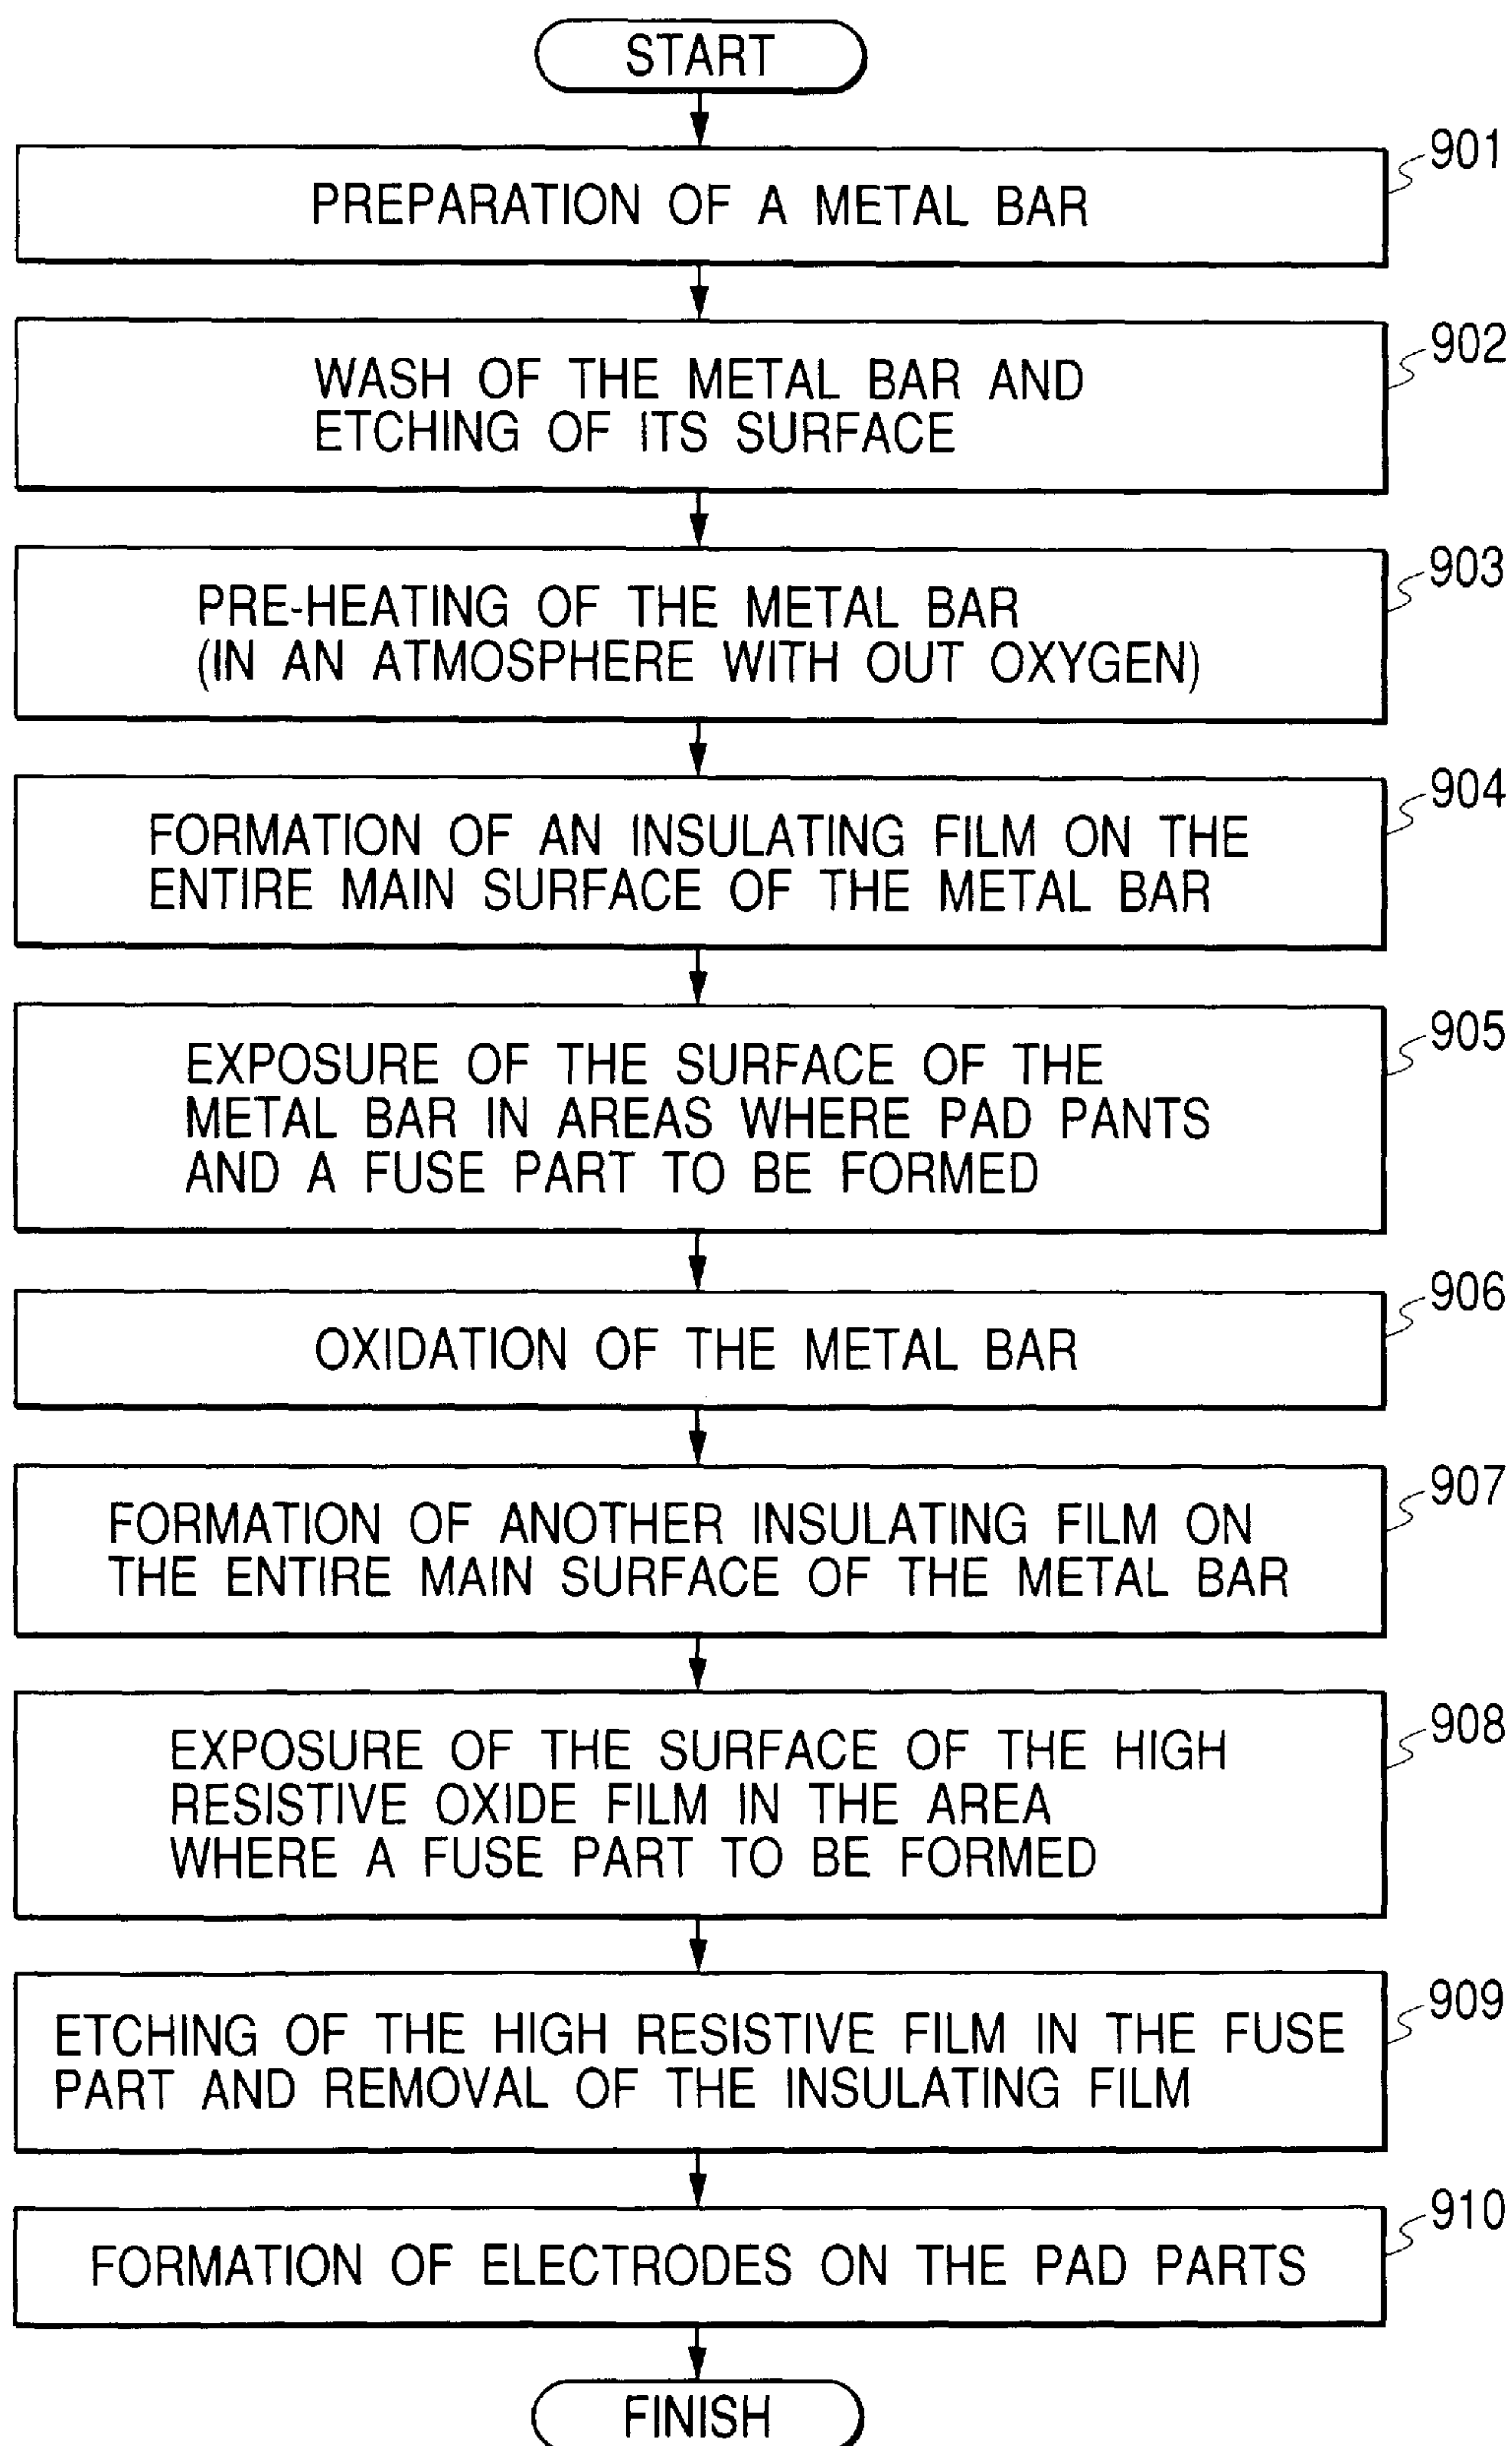 START
901
PREPARATION OF A METAL BAR
902
WASH OF THE METAL BAR AND
ETCHING OF ITS SURFACE
903
PRE-HEATING OF THE METAL BAR
(IN AN ATMOSPHERE WITH OUT OXYGEN)
904
FORMATION OF AN INSULATING FILM ON THE
ENTIRE MAIN SURFACE OF THE METAL BAR
905
EXPOSURE OF THE SURFACE OF THE
METAL BAR IN AREAS WHERE PAD PANTS
AND A FUSE PART TO BE FORMED
906
OXIDATION OF THE METAL BAR
907
FORMATION OF ANOTHER INSULATING FILM ON
THE ENTIRE MAIN SURFACE OF THE METAL BAR
908
EXPOSURE OF THE SURFACE OF THE HIGH
RESISTIVE OXIDE FILM IN THE AREA
WHERE A FUSE PART TO BE FORMED
909
ETCHING OF THE HIGH RESISTIVE FILM IN THE FUSE
PART AND REMOVAL OF THE INSULATING FILM
910
FORMATION OF ELECTRODES ON THE PAD PARTS
FINISH